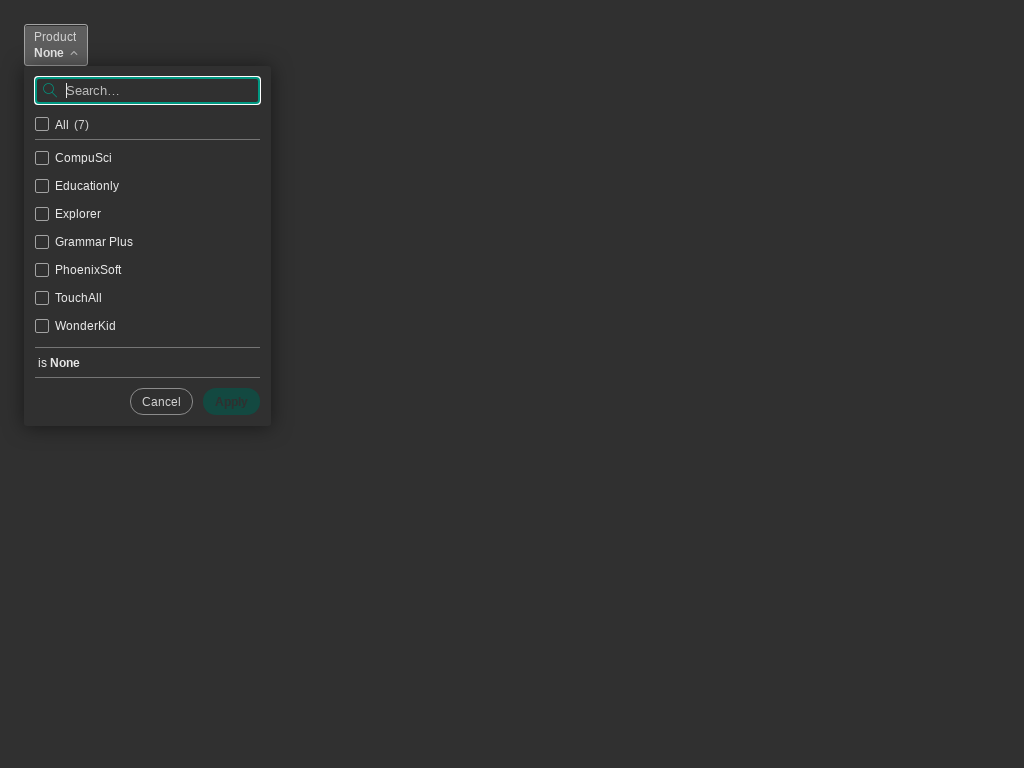 Product
None
Search…
All (7)
CompuSci
Educationly
Explorer
Grammar Plus
PhoenixSoft
TouchAll
WonderKid
is None
Cancel Apply